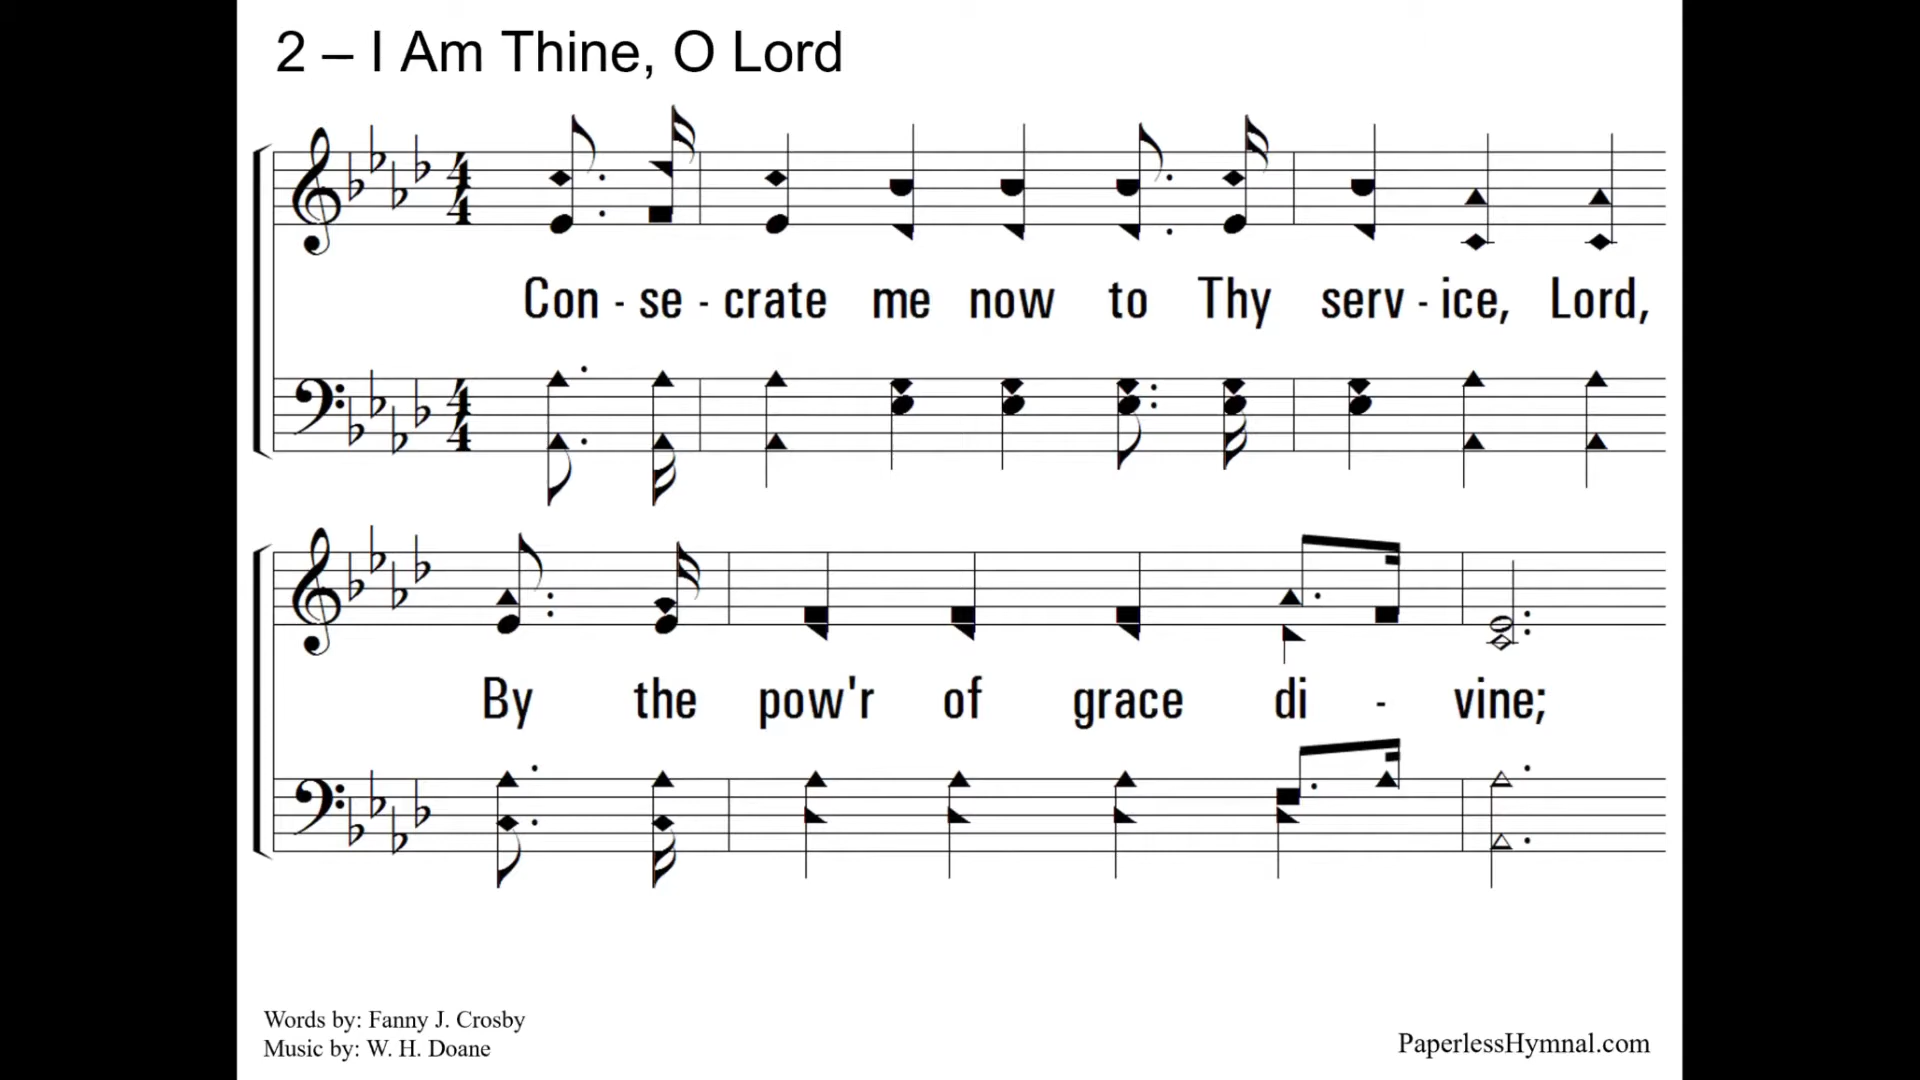 2 – I Am Thine, O Lord
Con - se - crate me now to Thy serv - ice, Lord,
By the pow'r of grace di - vine;
Words by: Fanny J. Crosby
Music by: W. H. Doane
PaperlessHymnal.com